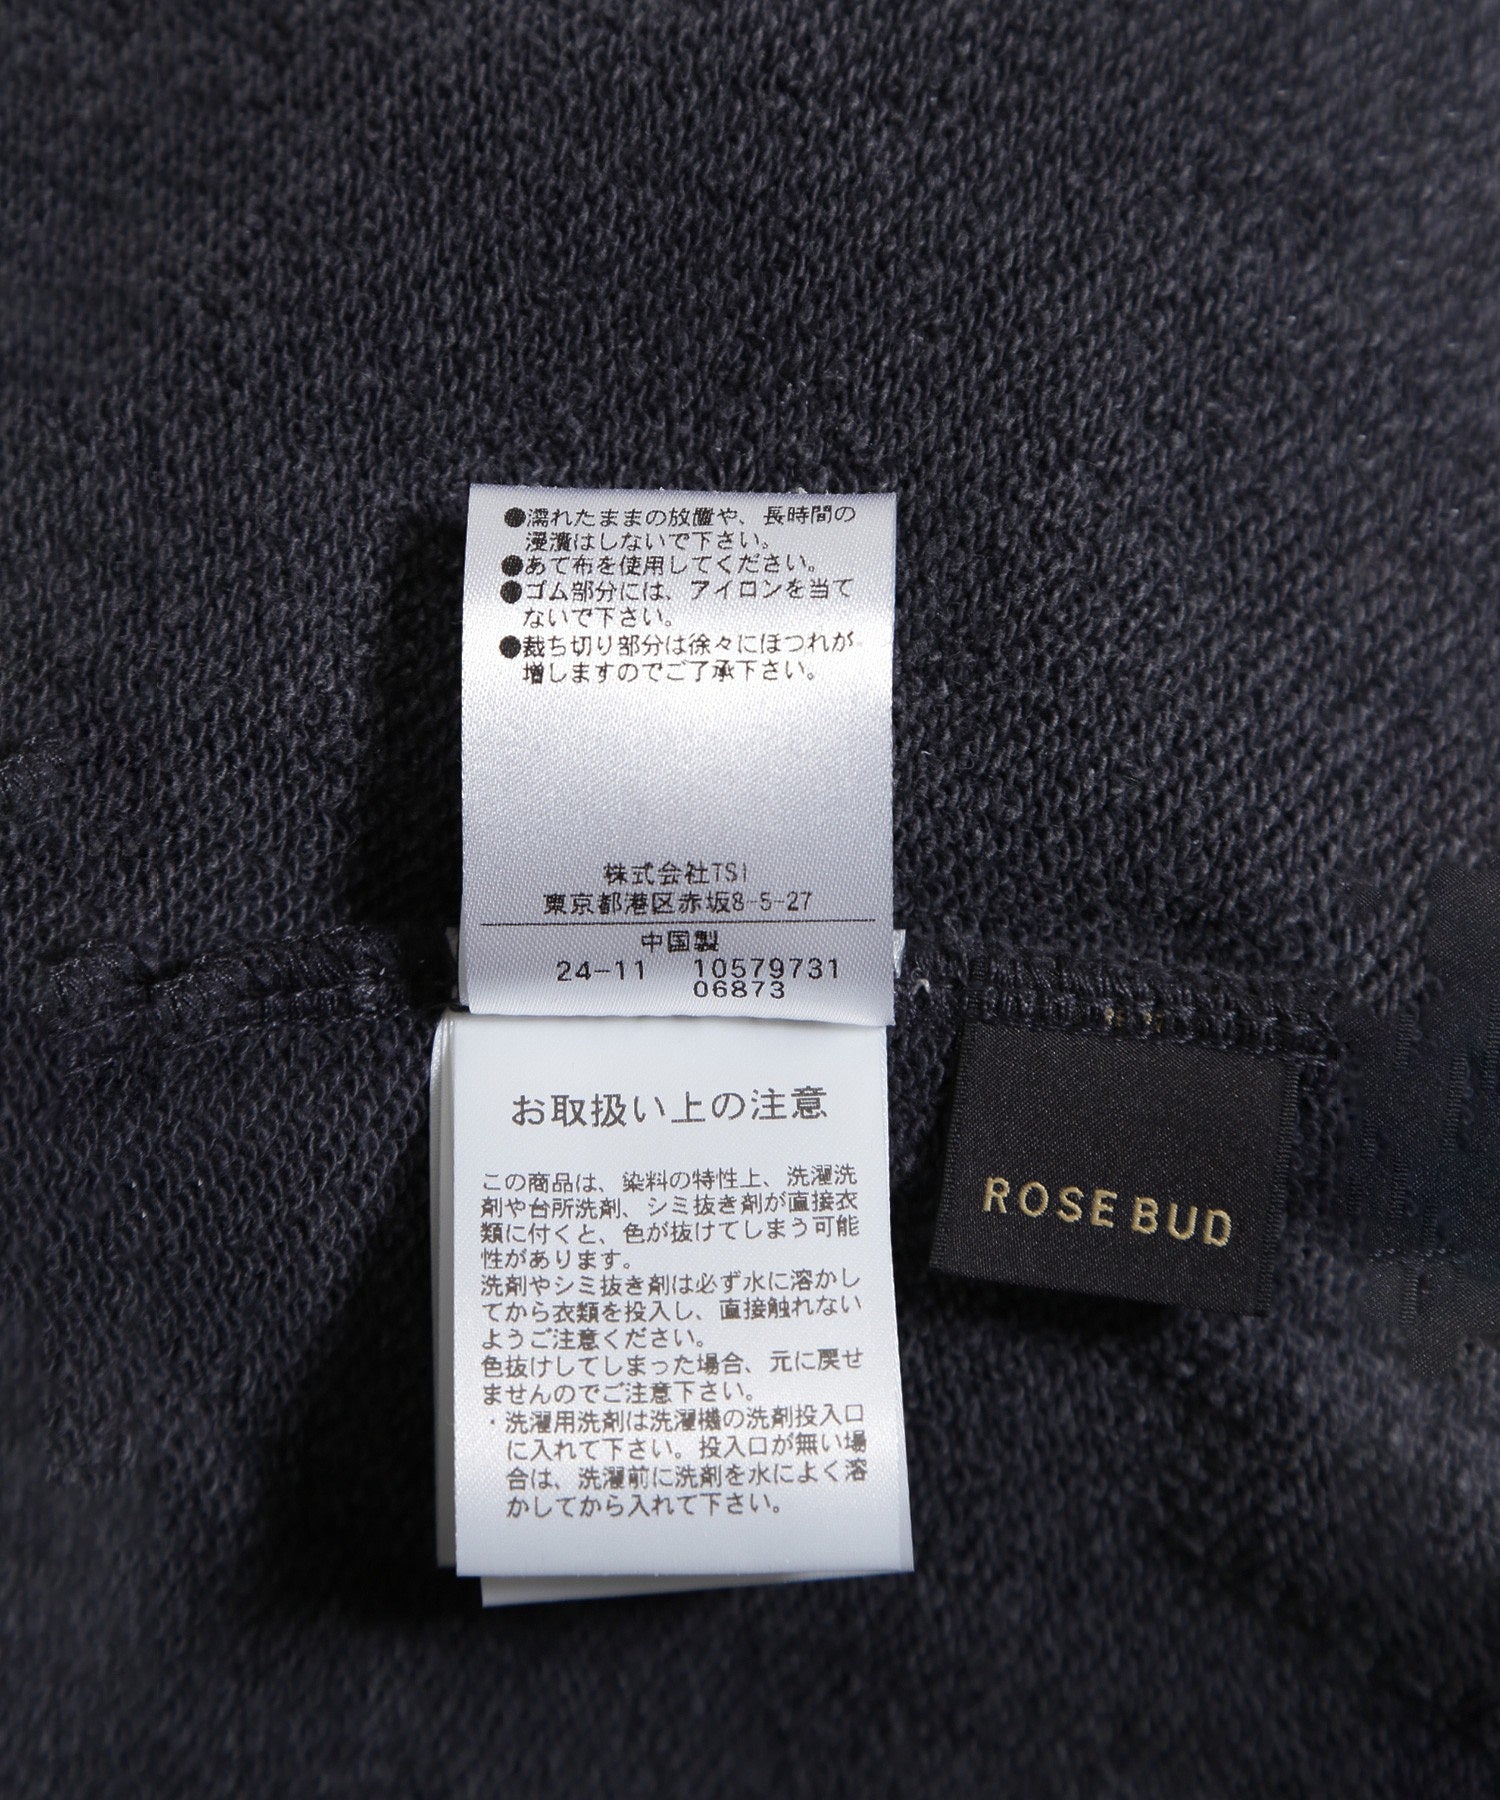 ●濡れたままの放置や、長時間の
浸漬はしないで下さい。
●あて布を使用してください。
●ゴム部分には、アイロンを当て
ないで下さい。
●裁ち切り部分は徐々にほつれが
増しますのでご了承下さい。
株式会社TSI
東京都港区赤坂8-5-27
中国製
24-11 10579731
06873
お取扱い上の注意
この商品は、染料の特性上、洗濯洗
剤や台所洗剤、シミ抜き剤が直接衣
類に付くと、色が抜けてしまう可能
性があります。
洗剤やシミ抜き剤は必ず水に溶かし
てから衣類を投入し、直接触れない
ようご注意ください。
色抜けしてしまった場合、元に戻せ
ませんのでご注意下さい。
・洗濯用洗剤は洗濯機の洗剤投入口
に入れて下さい。投入口が無い場
合は、洗濯前に洗剤を水によく溶
かしてから入れて下さい。
ROSE BUD